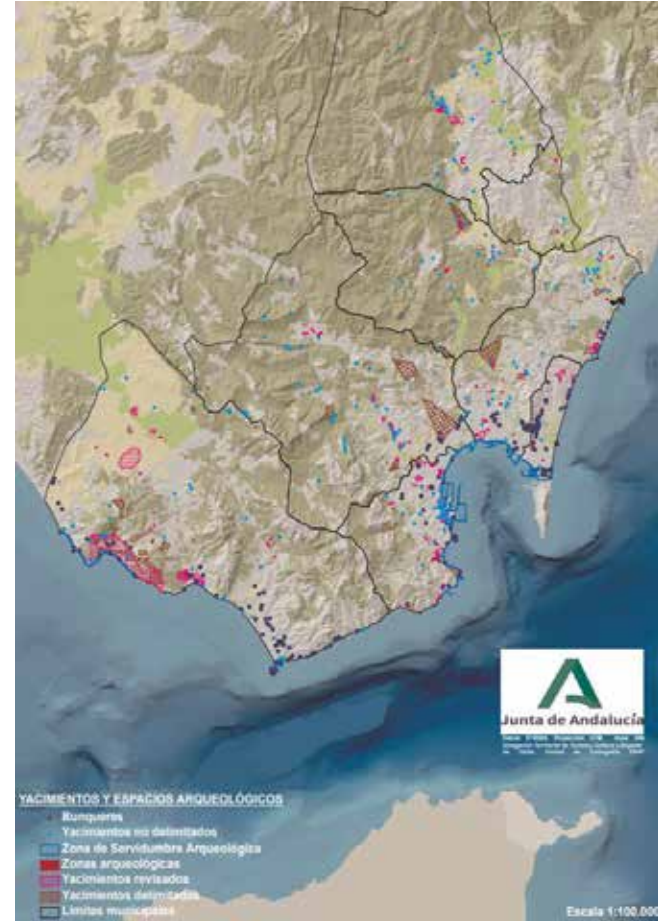 Junta de Andalucía
YACIMIENTOS Y ESPACIOS ARQUEOLÓGICOS
Bunqueres
Yacimientos no delimitados
Zona de Servidumbre Arqueológica
Zonas arqueológicas
Yacimientos revisados
Yacimientos delimitados
Límites municipales
Escala 1:100.000